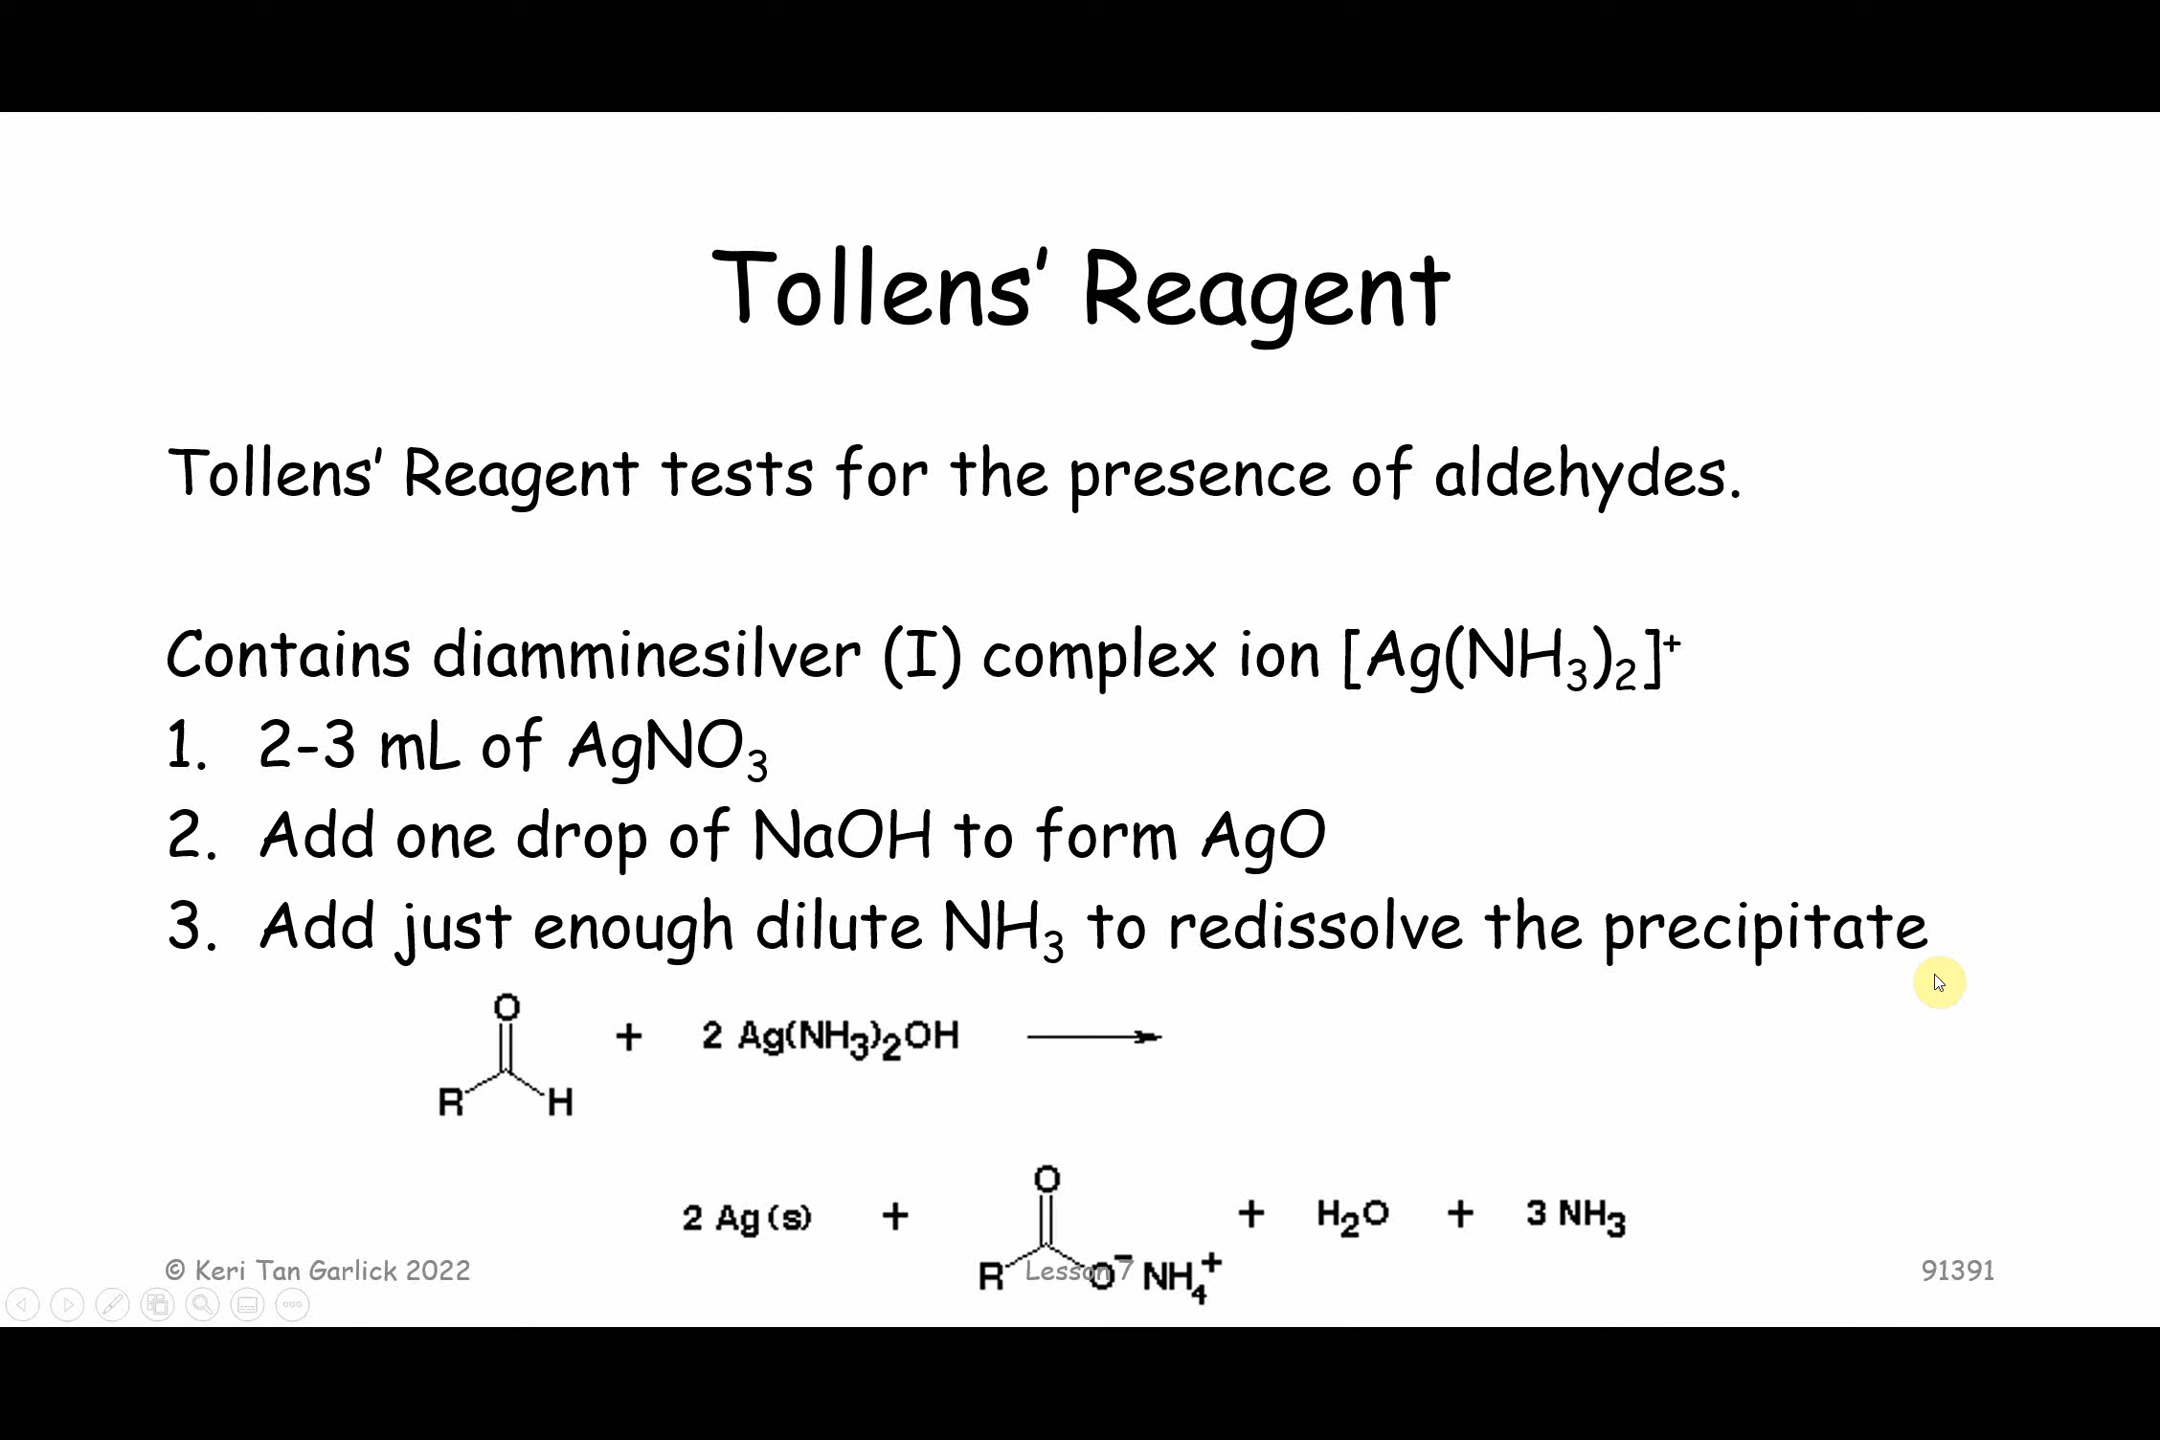 Tollens’ Reagent
Tollens’ Reagent tests for the presence of aldehydes.
Contains diamminesilver (I) complex ion [Ag(NH₃)₂]⁺
1. 2-3 mL of AgNO₃
2. Add one drop of NaOH to form AgO
3. Add just enough dilute NH₃ to redissolve the precipitate
O
+ 2 Ag(NH₃)₂OH
R H
O
2 Ag(s) + + H₂O + 3 NH₃
R O⁻ NH₄⁺
© Keri Tan Garlick 2022 Lesson 7 91391